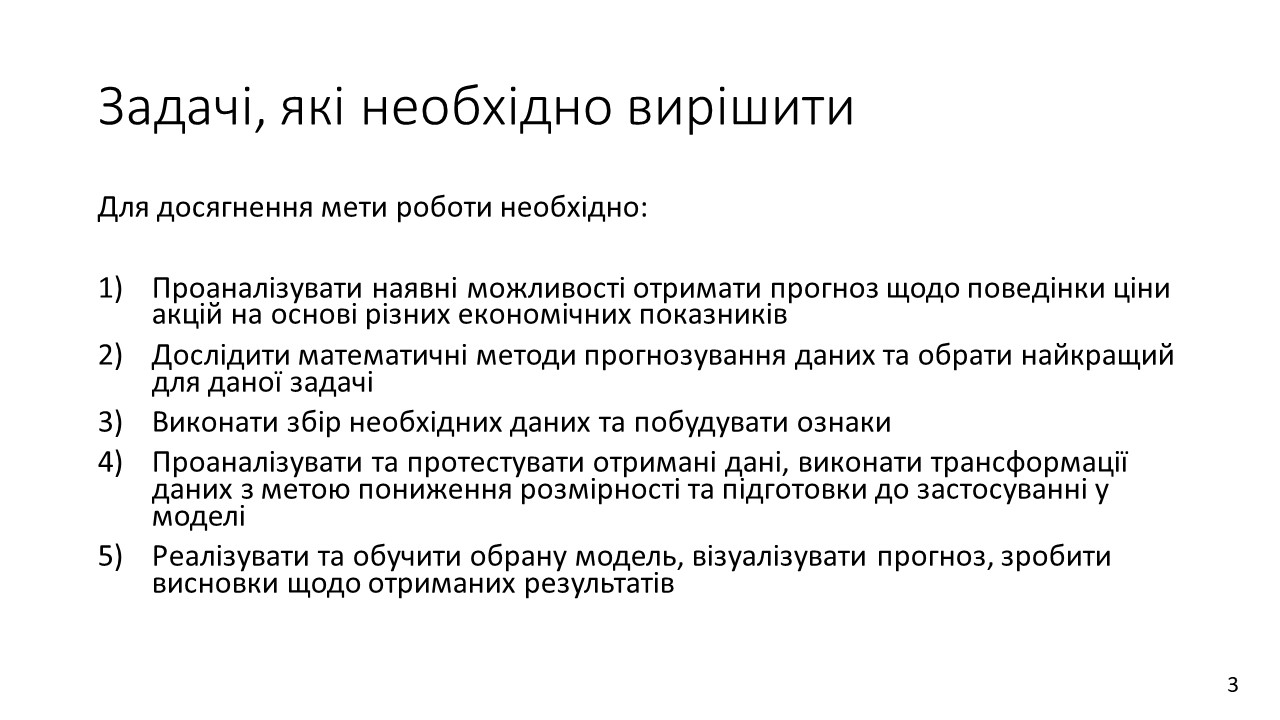 Задачі, які необхідно вирішити
Для досягнення мети роботи необхідно:
1) Проаналізувати наявні можливості отримати прогноз щодо поведінки ціни
акцій на основі різних економічних показників
2) Дослідити математичні методи прогнозування даних та обрати найкращий
для даної задачі
3) Виконати збір необхідних даних та побудувати ознаки
4) Проаналізувати та протестувати отримані дані, виконати трансформації
даних з метою пониження розмірності та підготовки до застосуванні у
моделі
5) Реалізувати та обучити обрану модель, візуалізувати прогноз, зробити
висновки щодо отриманих результатів
3